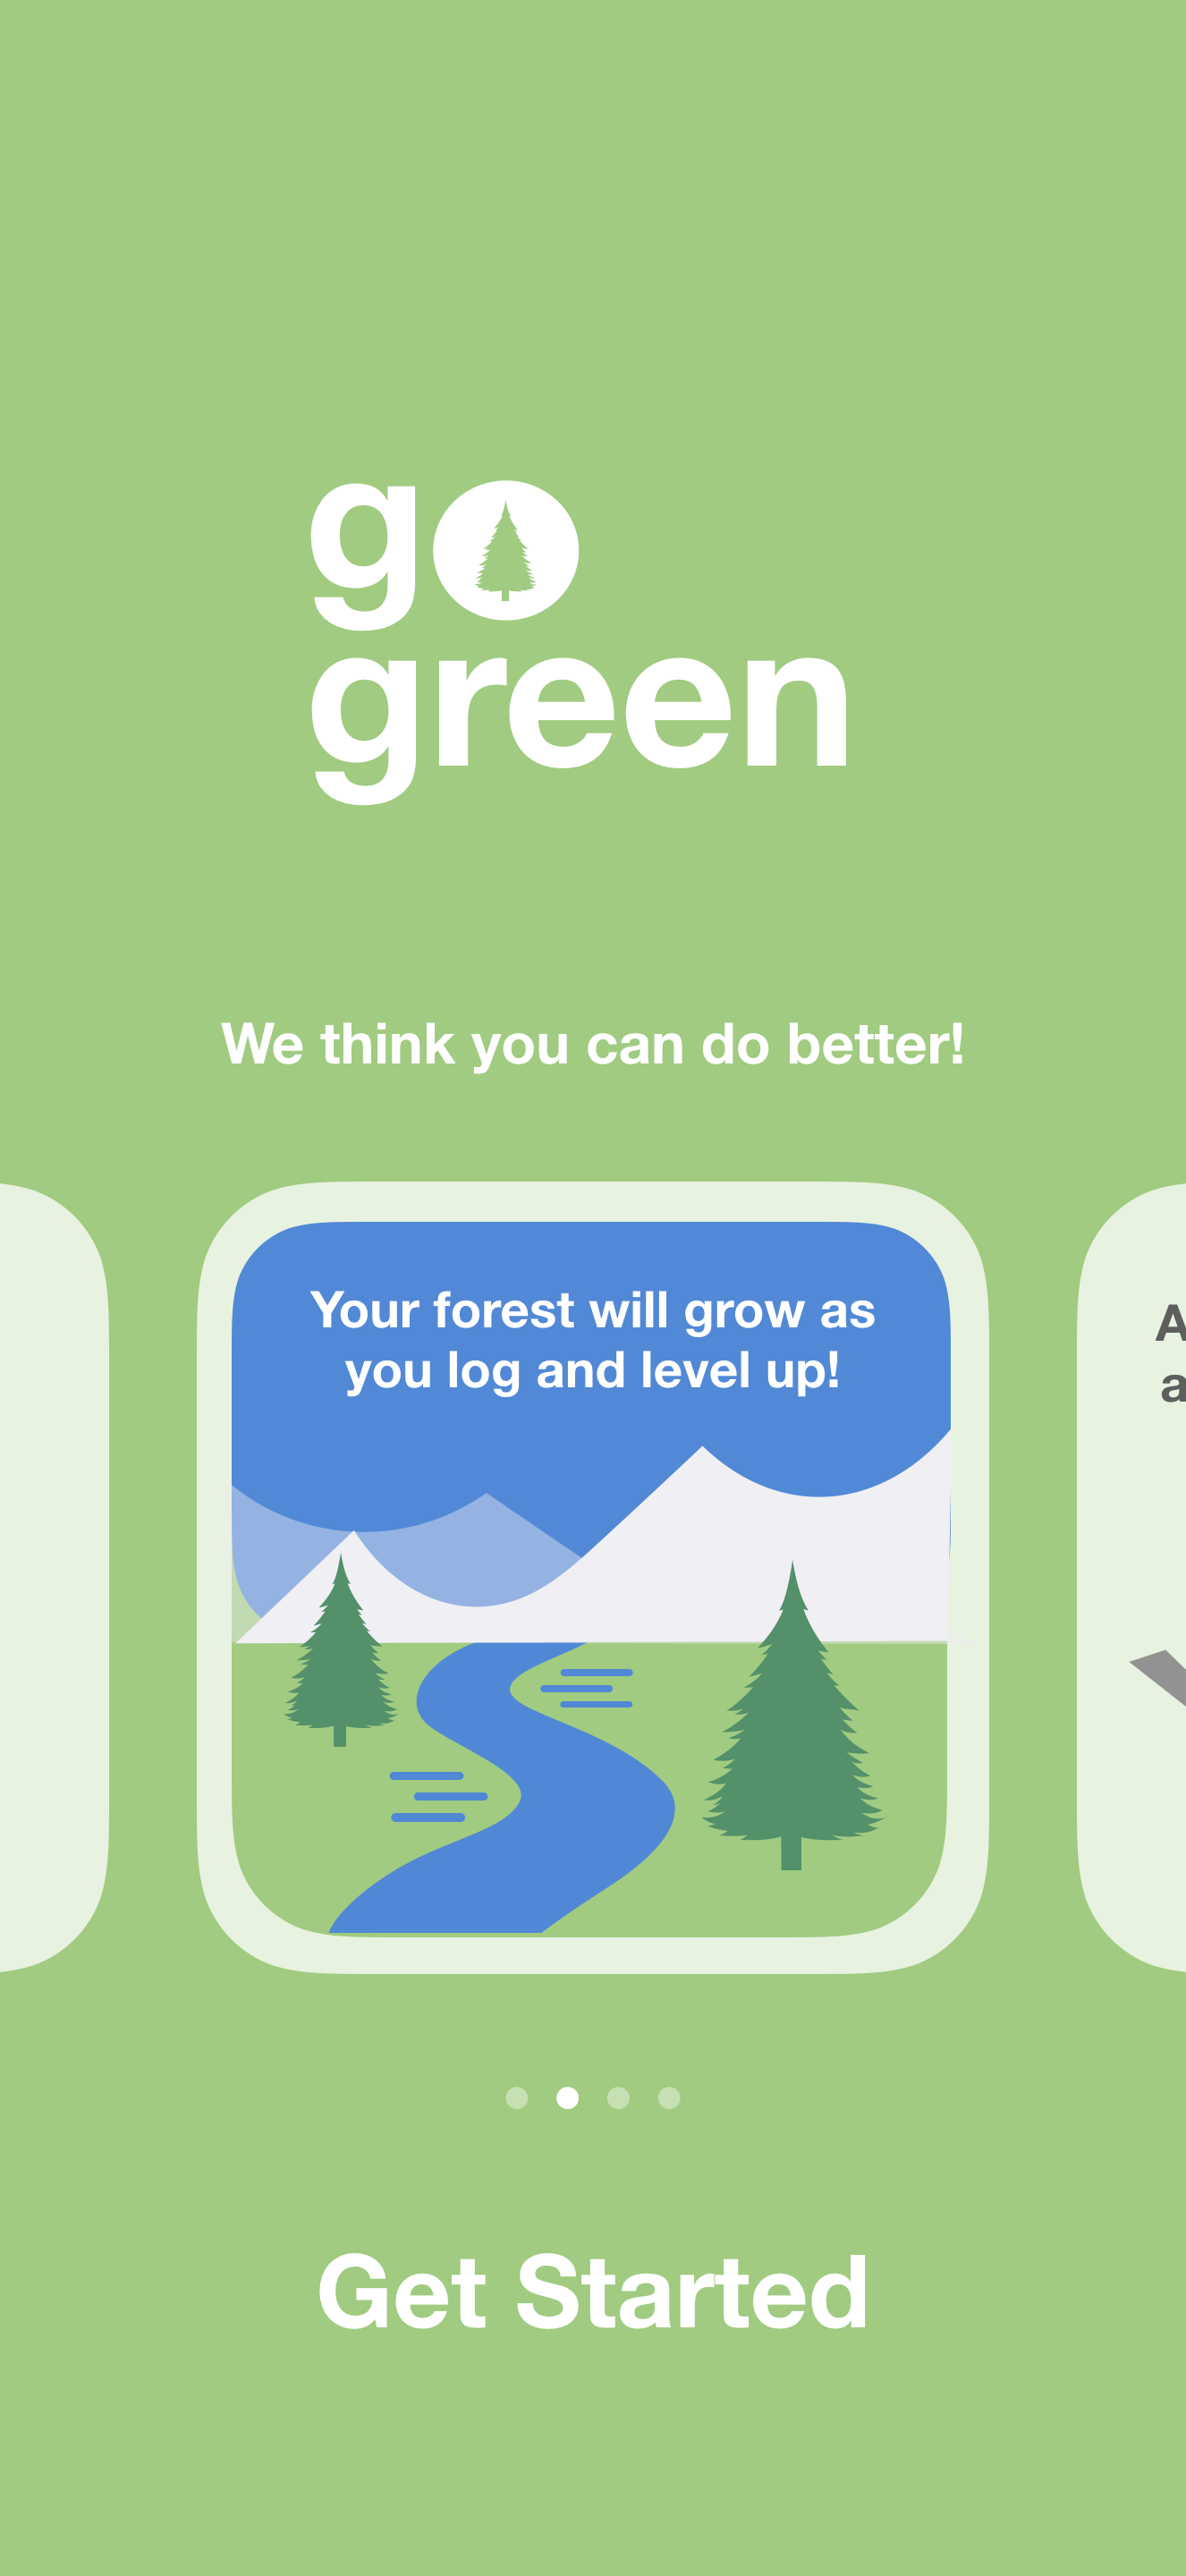 go
green
We think you can do better!
Your forest will grow as
you log and level up!
A
a
Get Started